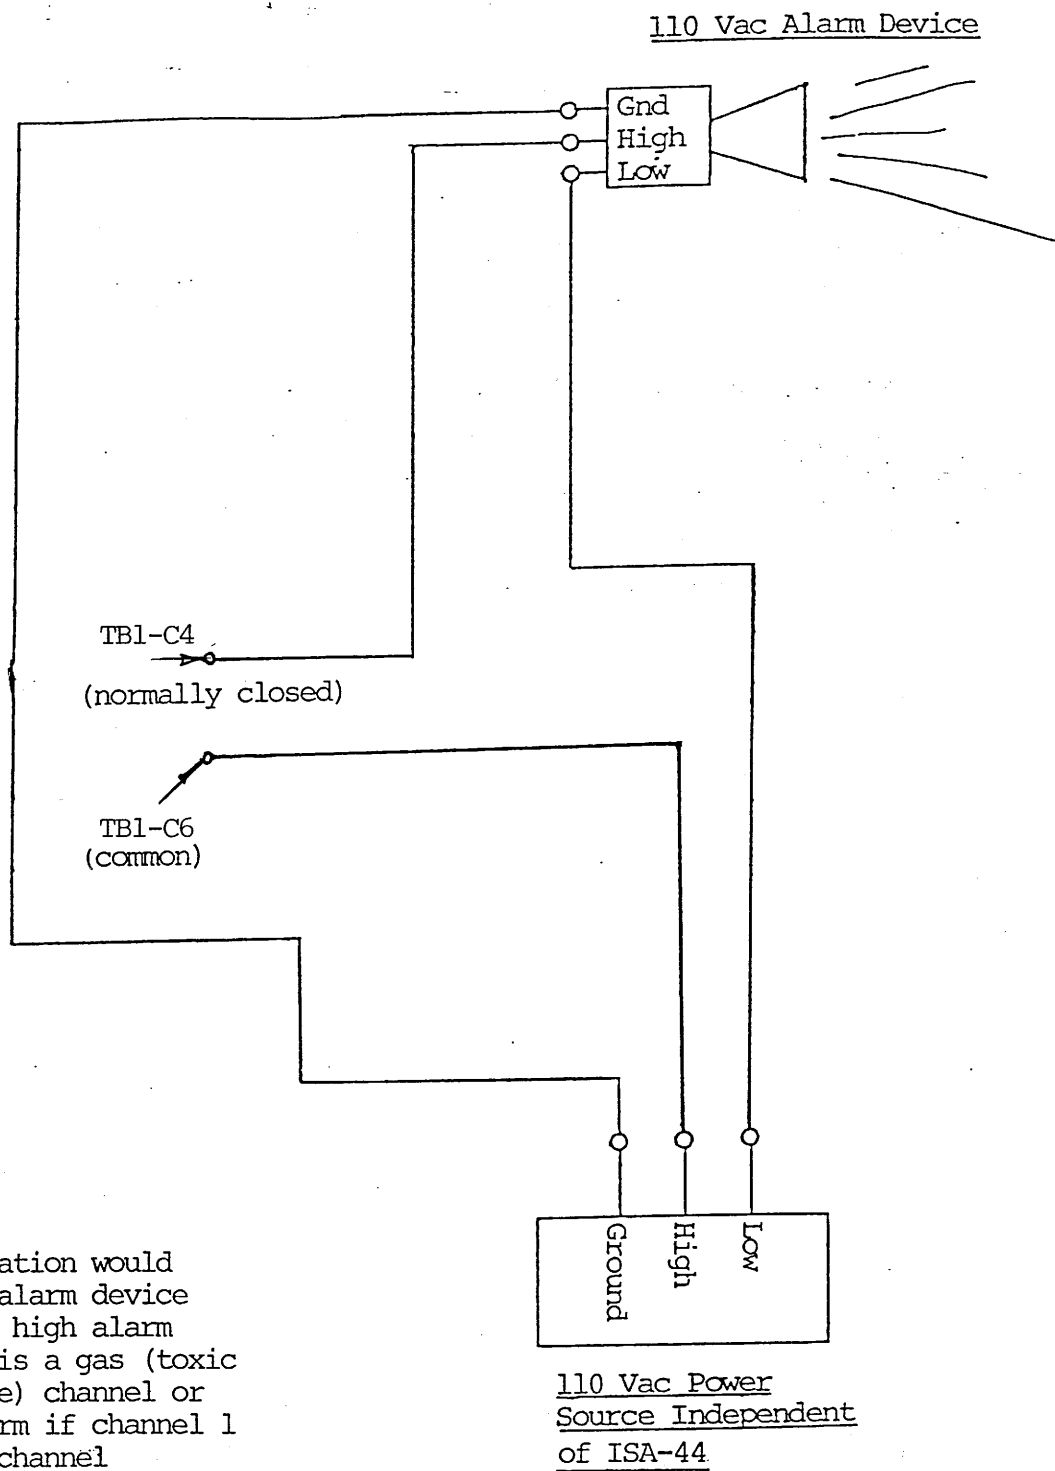 110 Vac Alarm Device
Gnd
High
Low
TB1-C4
(normally closed)
TB1-C6
(common)
Ground
High
Low
ation would
alarm device
high alarm
is a gas (toxic
e) channel or
rm if channel 1
channel
110 Vac Power
Source Independent
of ISA-44